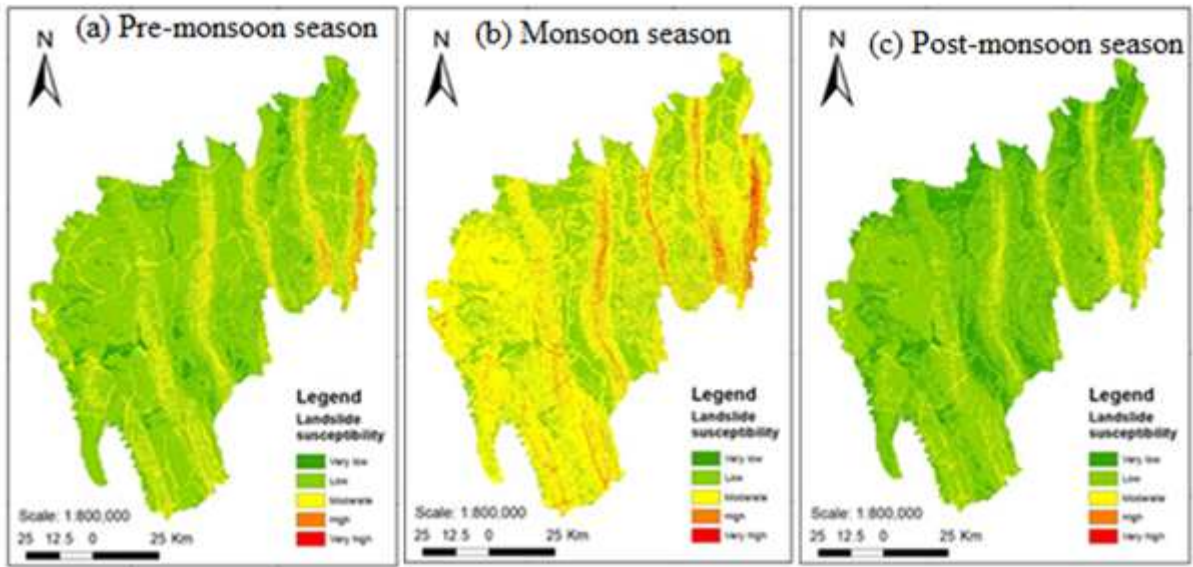 (a) Pre-monsoon season
N
Legend
Landslide
susceptibility
Very low
Low
Moderate
High
Very high
Scale: 1:800,000
25 12.5 0 25 Km
(b) Monsoon season
N
Legend
Landslide
susceptibility
Very low
Low
Moderate
High
Very high
Scale: 1:800,000
25 12.5 0 25 Km
(c) Post-monsoon season
N
Legend
Landslide
susceptibility
Very low
Low
Moderate
High
Very high
Scale: 1:800,000
25 12.5 0 25 Km